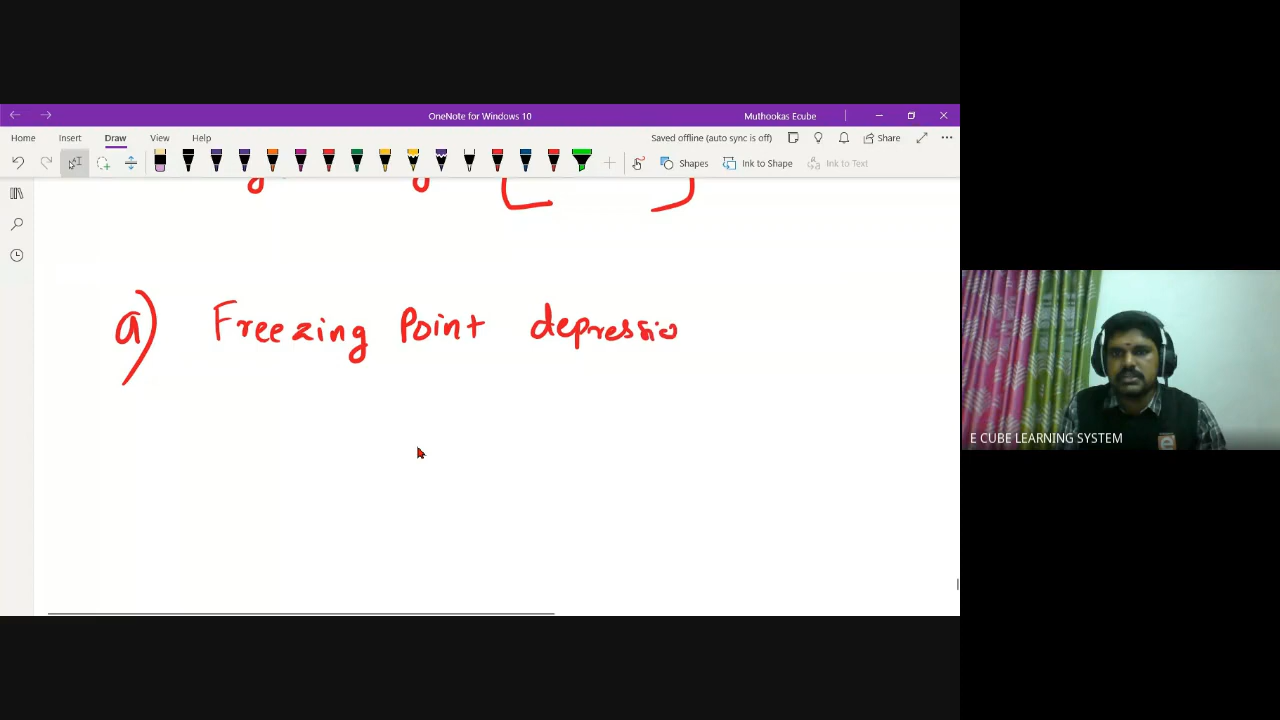 OneNote for Windows 10
Muthookas Ecube
Home Insert Draw View Help
Saved offline (auto sync is off)
Share
Shapes
Ink to Shape
Ink to Text
a) Freezing Point depressio
E CUBE LEARNING SYSTEM